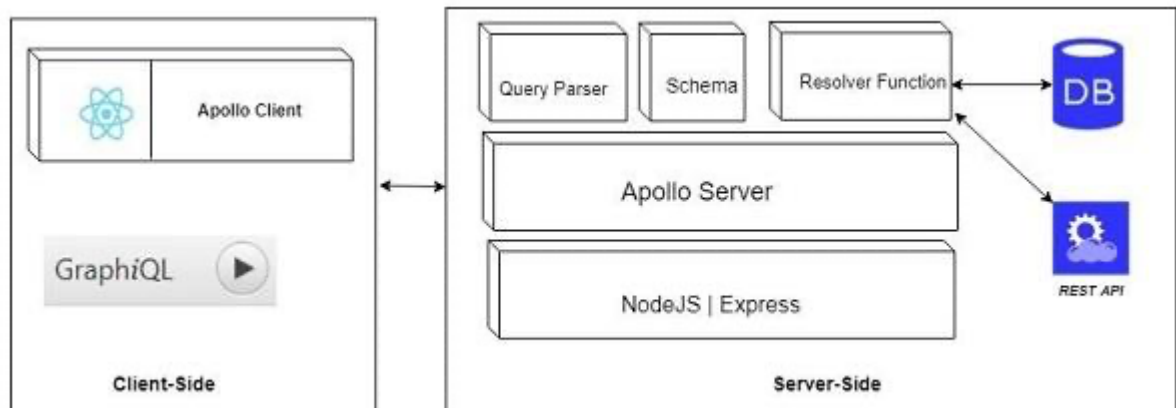 Apollo Client
GraphiQL
Client-Side
Query Parser
Schema
Resolver Function
DB
Apollo Server
REST API
NodeJS | Express
Server-Side